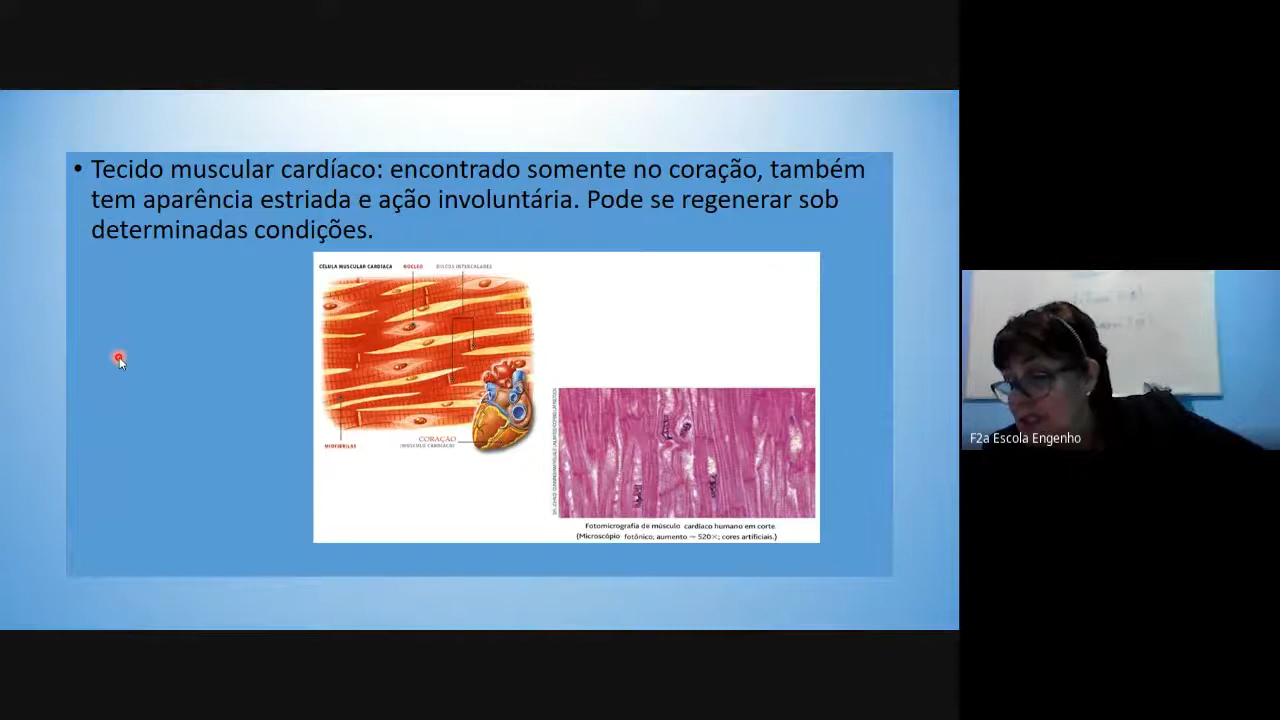 • Tecido muscular cardíaco: encontrado somente no coração, também
tem aparência estriada e ação involuntária. Pode se regenerar sob
determinadas condições.
CÉLULA MUSCULAR CARDÍACA NÚCLEO DISCOS INTERCALARES
MIOFIBRILAS
CORAÇÃO
(MÚSCULO CARDÍACO)
Fotomicrografia de músculo cardíaco humano em corte.
(Microscópio fotônico; aumento ~ 520×; cores artificiais.)
F2a Escola Engenho